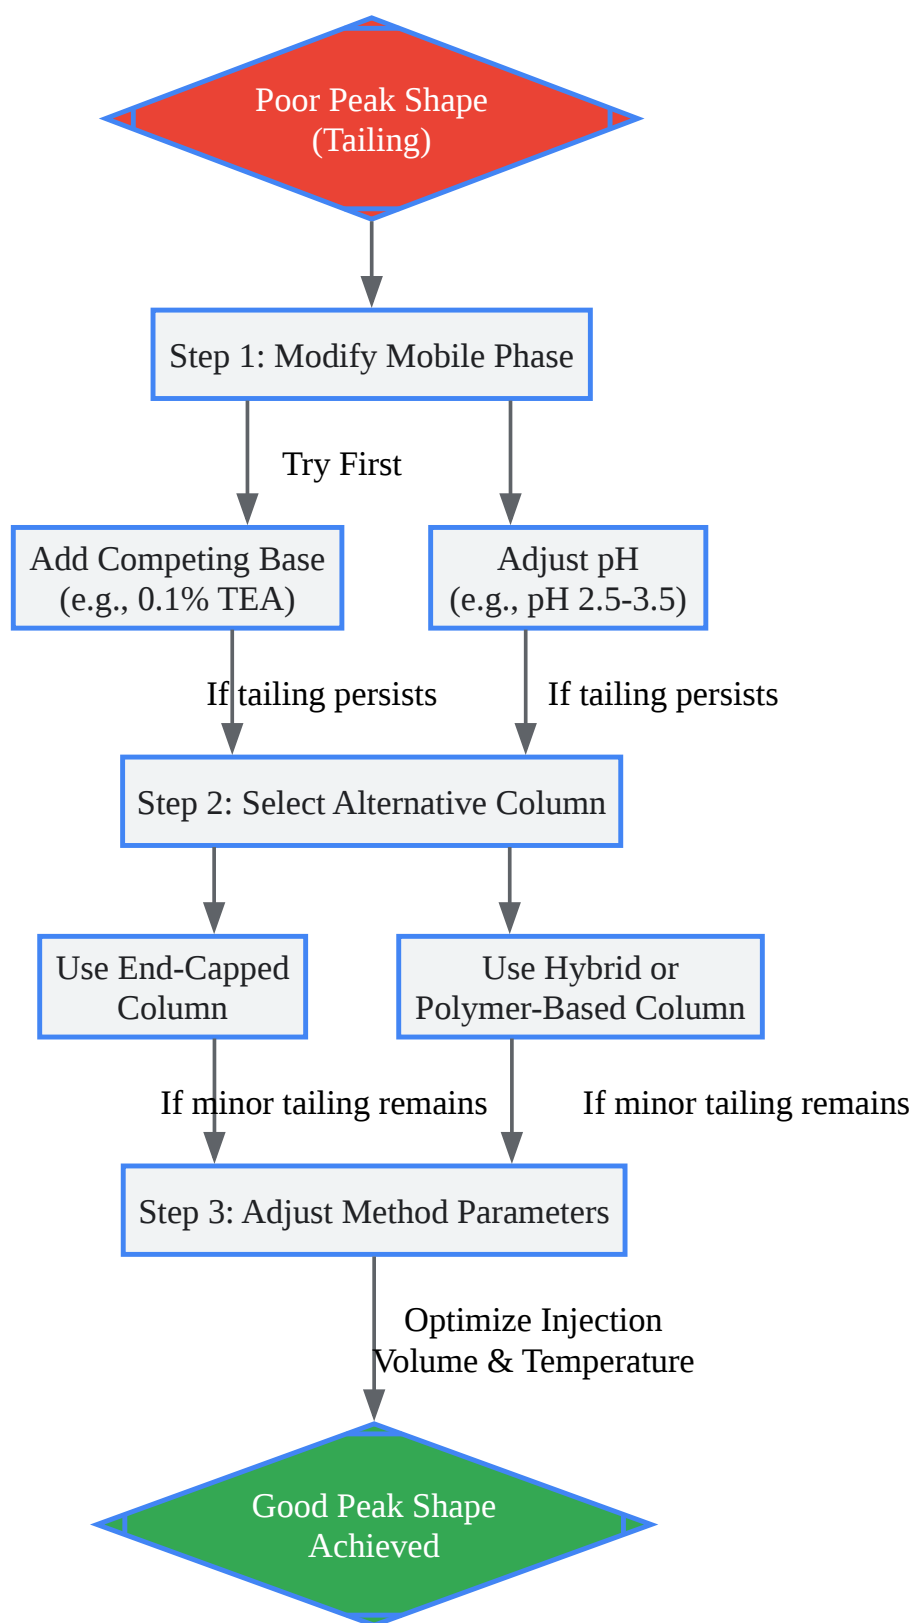 Poor Peak Shape
(Tailing)
Step 1: Modify Mobile Phase
Try First
Add Competing Base
(e.g., 0.1% TEA)
Adjust pH
(e.g., pH 2.5-3.5)
If tailing persists
If tailing persists
Step 2: Select Alternative Column
Use End-Capped
Column
Use Hybrid or
Polymer-Based Column
If minor tailing remains
If minor tailing remains
Step 3: Adjust Method Parameters
Optimize Injection
Volume & Temperature
Good Peak Shape
Achieved